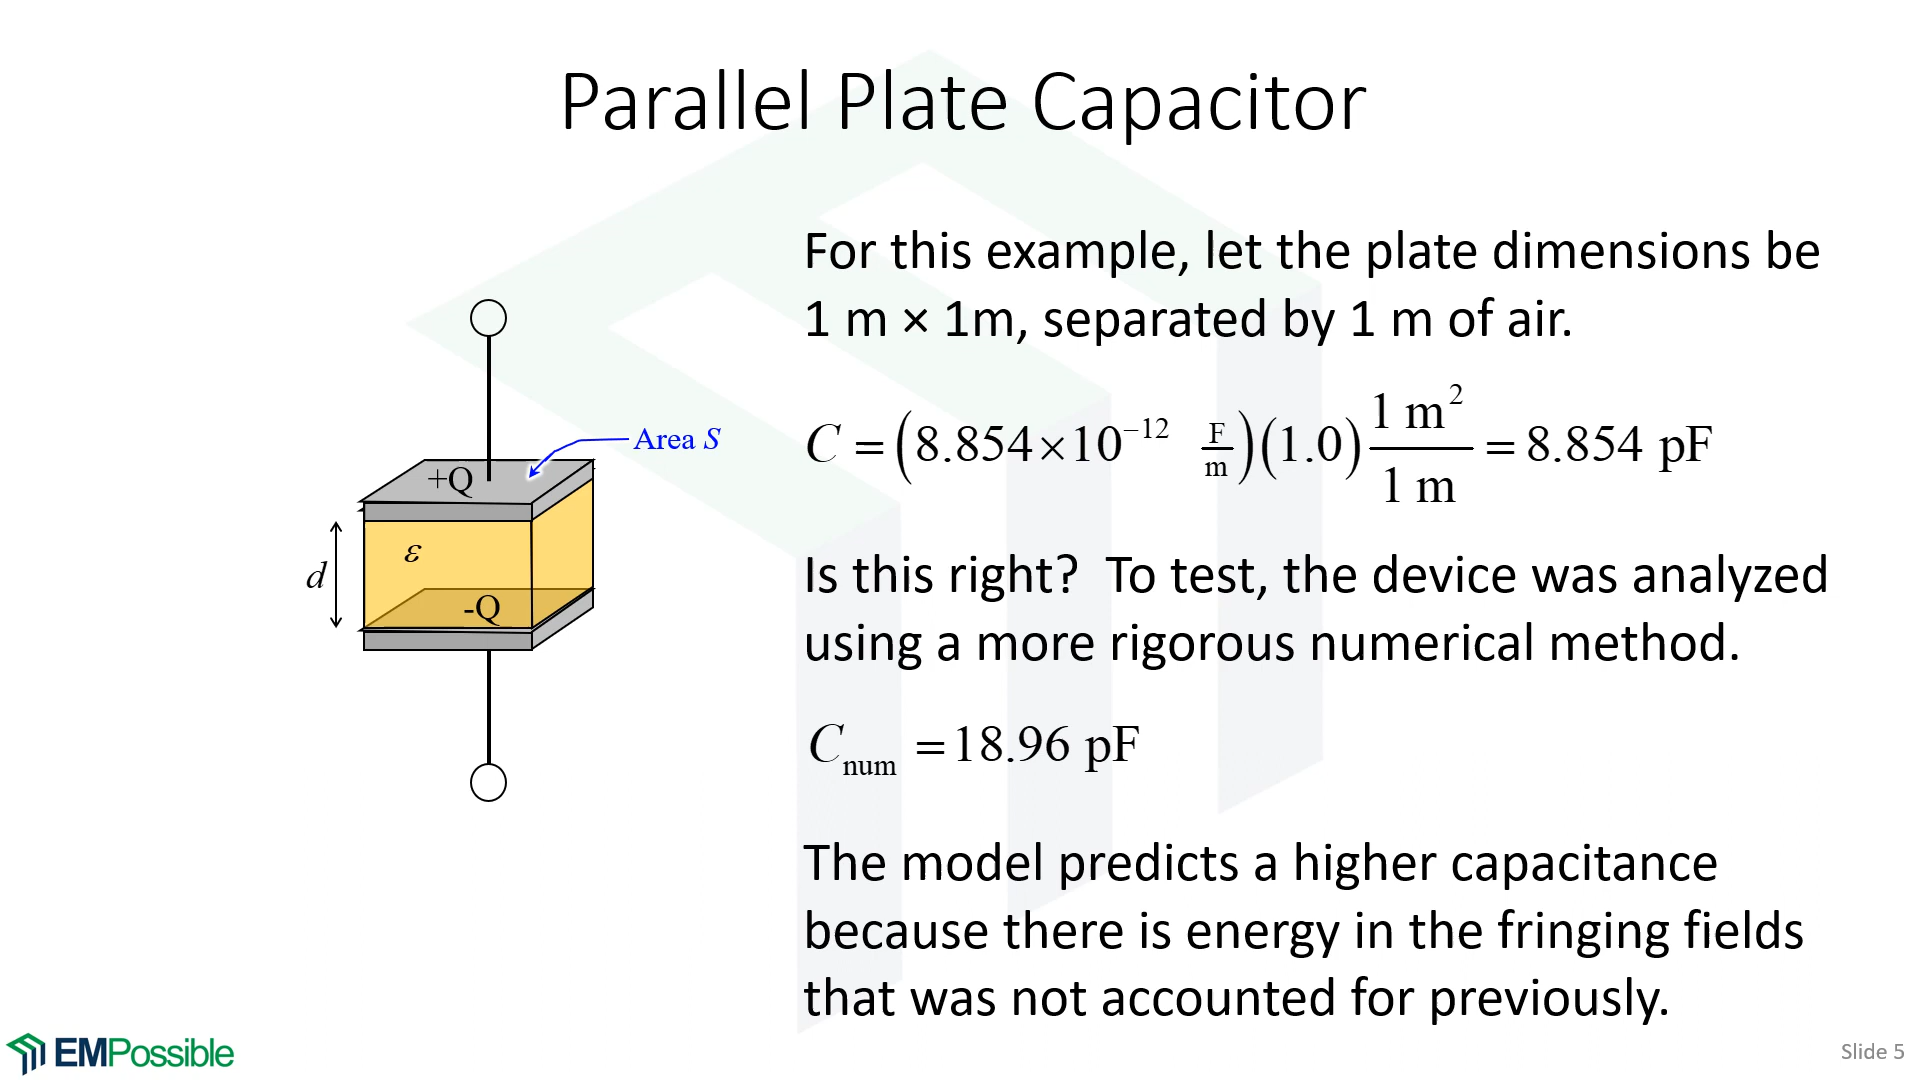 Parallel Plate Capacitor
For this example, let the plate dimensions be
1 m × 1m, separated by 1 m of air.
C = (8.854×10⁻¹² F/m)(1.0) 1 m²/1 m = 8.854 pF
Area S
+Q
ε
d
-Q
Is this right?  To test, the device was analyzed
using a more rigorous numerical method.
C_num = 18.96 pF
The model predicts a higher capacitance
because there is energy in the fringing fields
that was not accounted for previously.
EMPossible
Slide 5